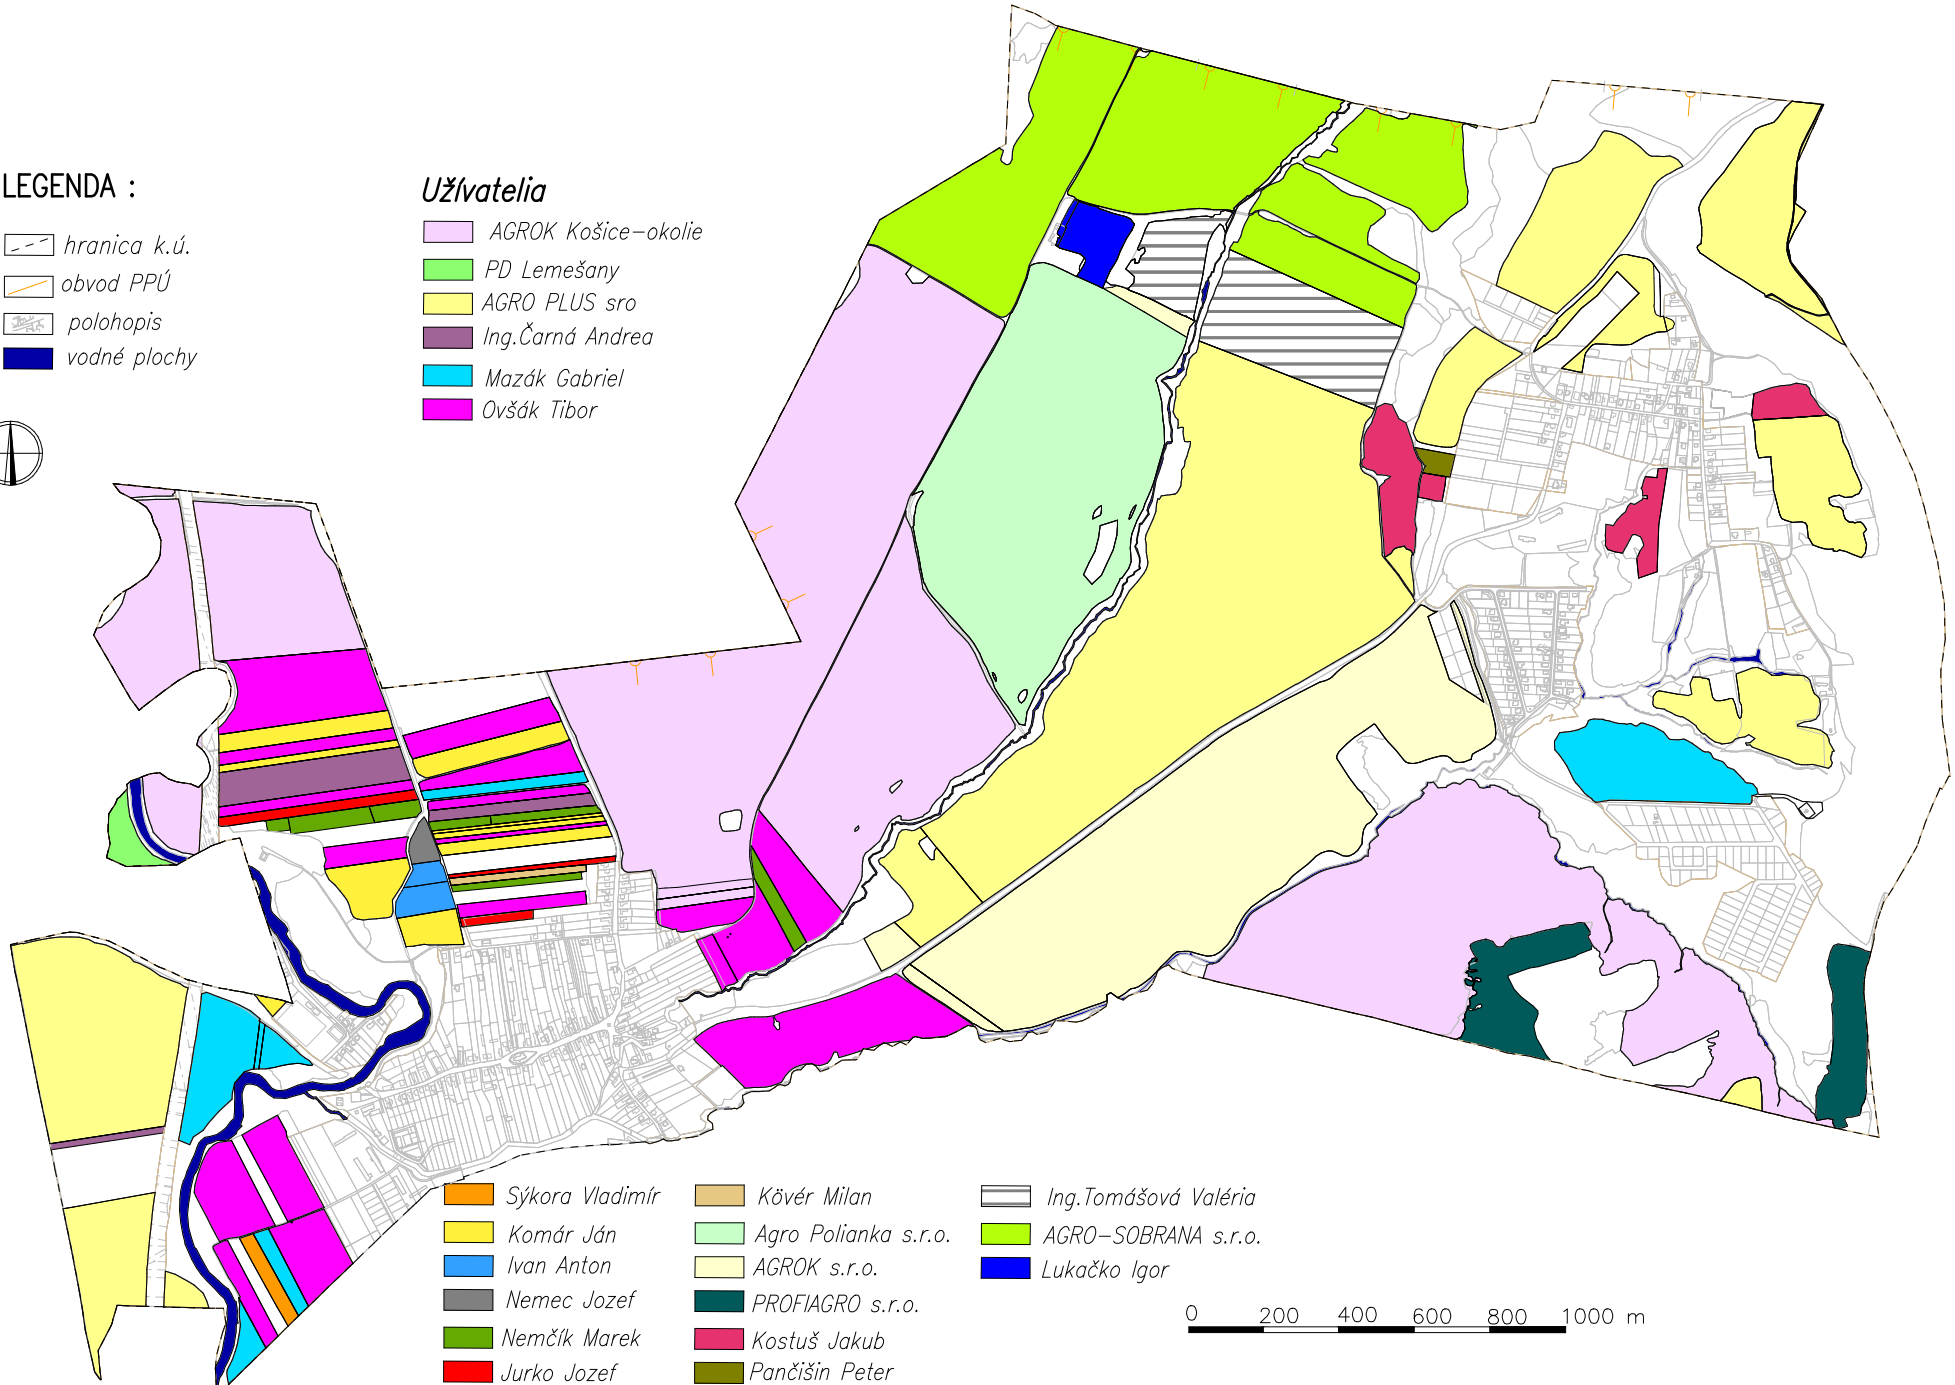 LEGENDA :
hranica k.ú.
obvod PPÚ
polohopis
vodné plochy
Užívatelia
AGROK Košice-okolie
PD Lemešany
AGRO PLUS sro
Ing.Čarná Andrea
Mazák Gabriel
Ovšák Tibor
Sýkora Vladimír
Komár Ján
Ivan Anton
Nemec Jozef
Nemčík Marek
Jurko Jozef
Kövér Milan
Agro Polianka s.r.o.
AGROK s.r.o.
PROFIAGRO s.r.o.
Kostuš Jakub
Pančišin Peter
Ing.Tomášová Valéria
AGRO-SOBRANA s.r.o.
Lukačko Igor
0 200 400 600 800 1000 m